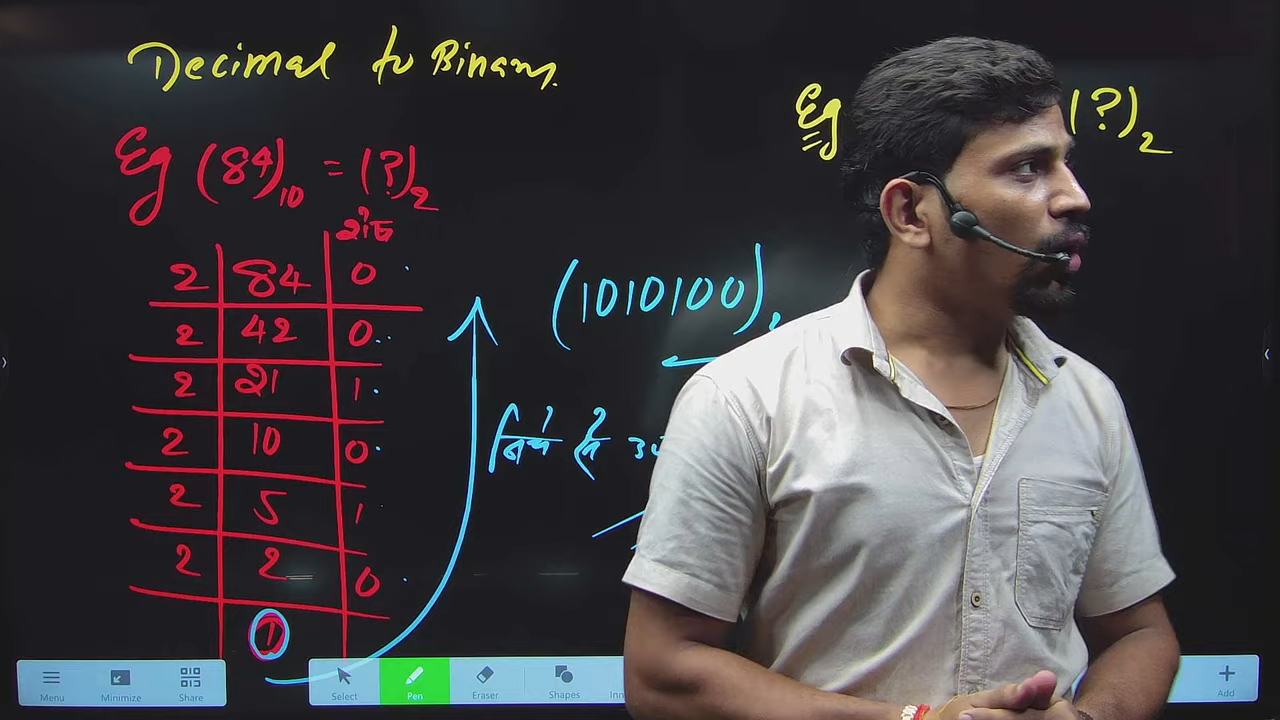 Decimal to Binary.
Eg (84)₁₀ = (?)₂
शेष
2 84 0
2 42 0
2 21 1
2 10 0
2 5 1
2 2 0
1
(1010100)₂
Eg (?)₂
Menu
Minimize
Share
Select
Pen
Eraser
Shapes
Add